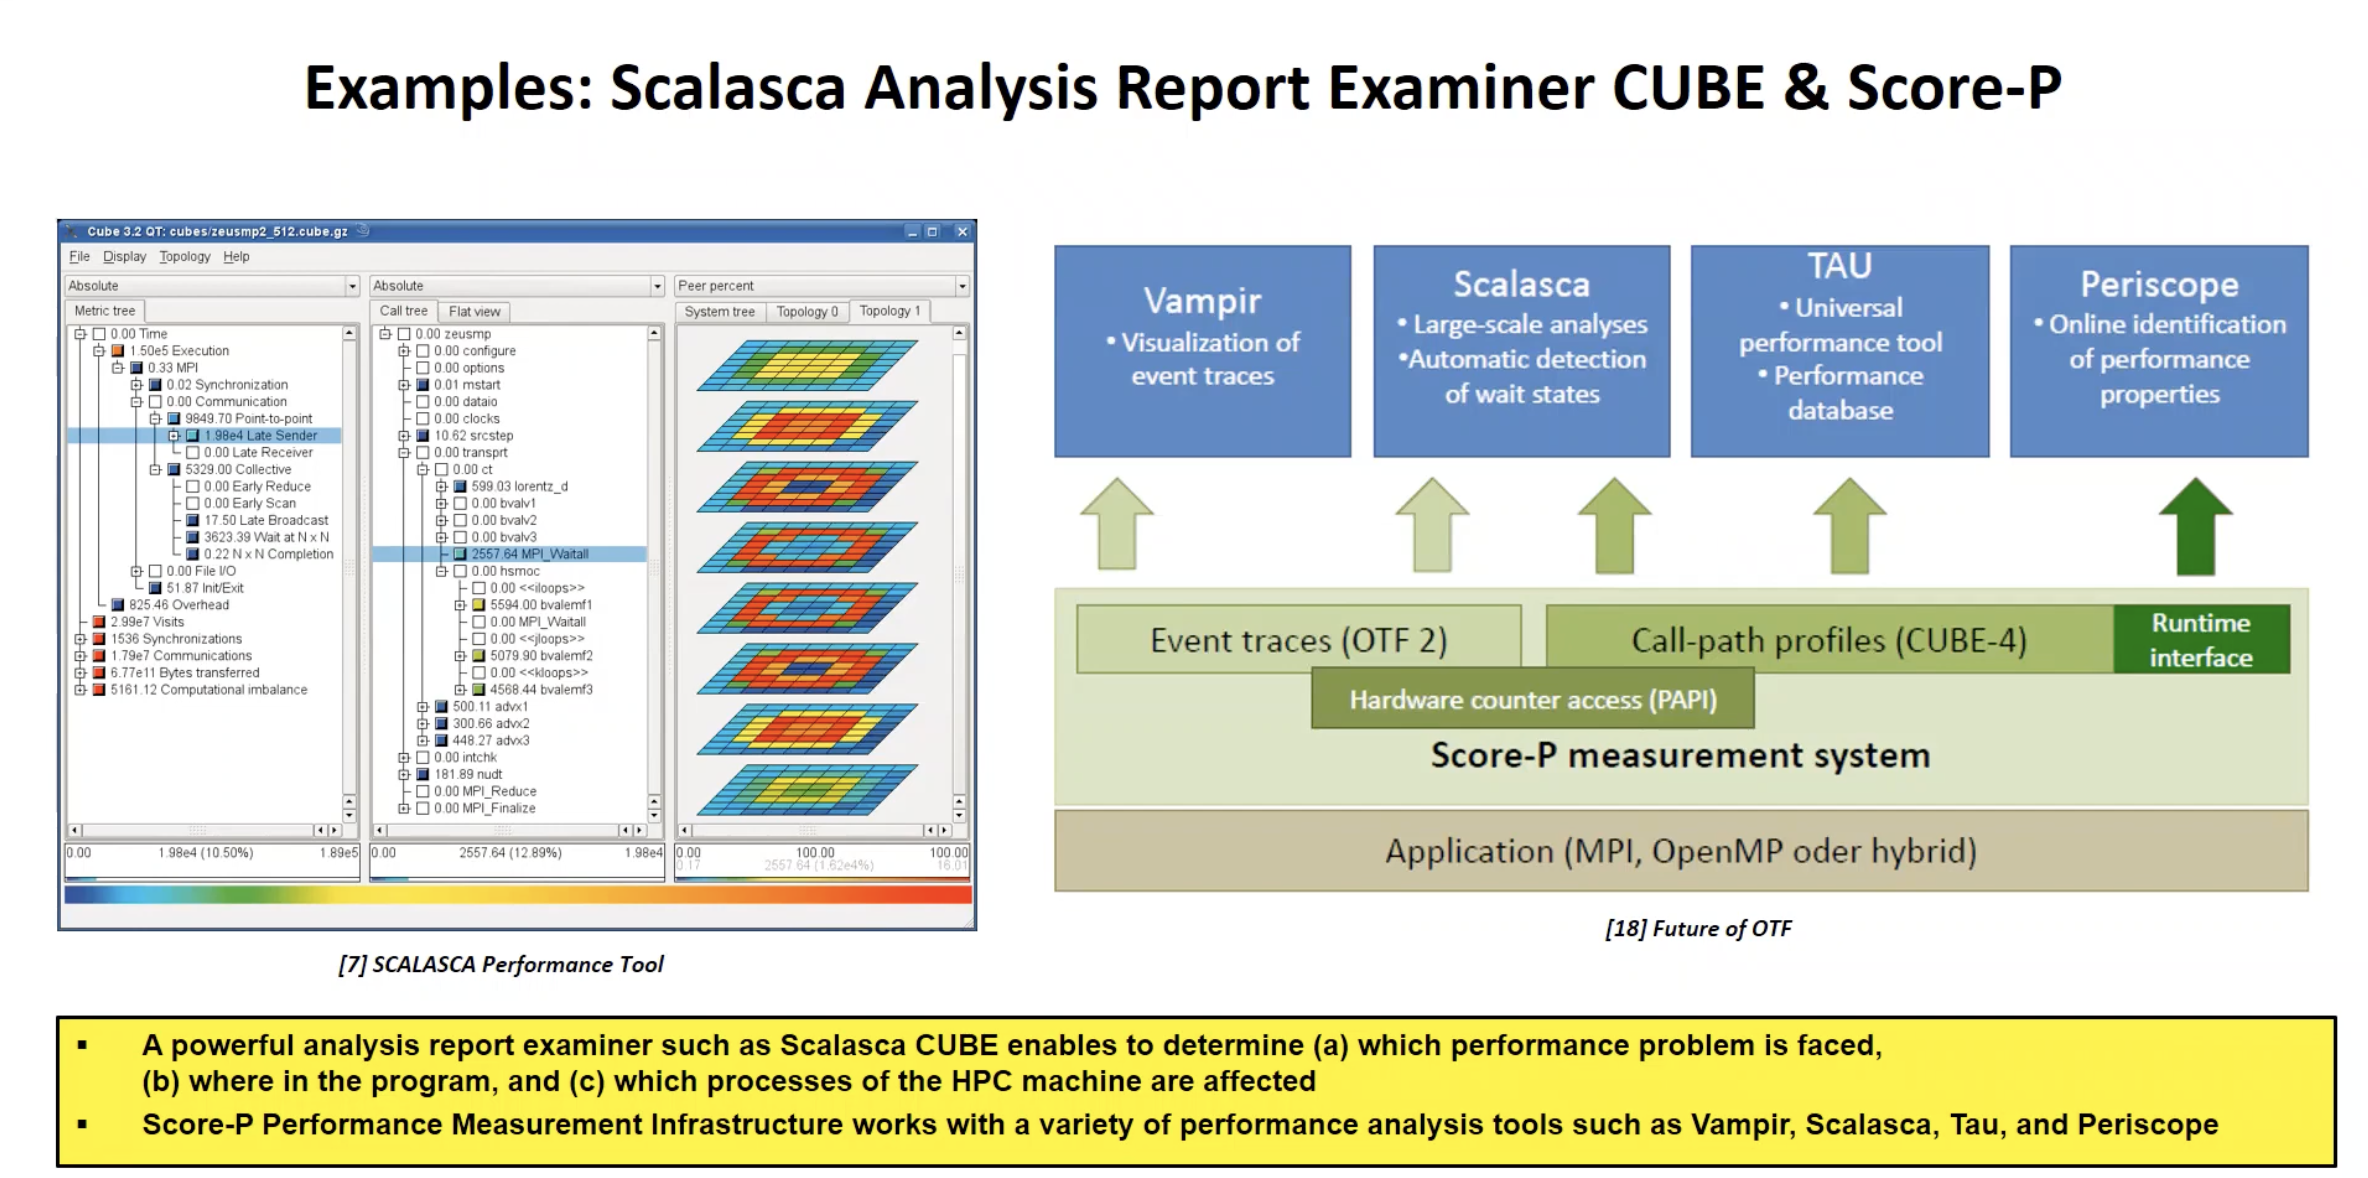 Examples: Scalasca Analysis Report Examiner CUBE & Score-P
Cube 3.2 QT: cubes/zeusmp2_512.cube.gz
File Display Topology Help
Absolute
Metric tree
0.00 Time
1.50e5 Execution
0.33 MPI
0.02 Synchronization
0.00 Communication
9849.70 Point-to-point
1.98e4 Late Sender
0.00 Late Receiver
5329.00 Collective
0.00 Early Reduce
0.00 Early Scan
17.50 Late Broadcast
3623.39 Wait at N x N
0.22 N x N Completion
0.00 File I/O
51.87 Init/Exit
825.46 Overhead
2.99e7 Visits
1536 Synchronizations
1.79e7 Communications
6.77e11 Bytes transferred
5161.12 Computational imbalance
0.00 1.98e4 (10.50%) 1.89e5
Absolute
Call tree Flat view
0.00 zeusmp
0.00 configure
0.00 options
0.01 mstart
0.00 dataio
0.00 clocks
10.62 srcstep
0.00 transprt
0.00 ct
599.03 lorentz_d
0.00 bvalv1
0.00 bvalv2
0.00 bvalv3
2557.64 MPI_Waitall
0.00 hsmoc
0.00 <<iloops>>
5594.00 bvalemf1
0.00 MPI_Waitall
0.00 <<jloops>>
5079.90 bvalemf2
0.00 <<kloops>>
4568.44 bvalemf3
500.11 advx1
300.66 advx2
448.27 advx3
0.00 intchk
181.89 nudt
0.00 MPI_Reduce
0.00 MPI_Finalize
0.00 2557.64 (12.89%) 1.98e4
Peer percent
System tree Topology 0 Topology 1
0.00 100.00 100.00
0.17 2557.64 (1.62e4%) 16.01
[7] SCALASCA Performance Tool
Vampir
• Visualization of
event traces
Scalasca
• Large-scale analyses
•Automatic detection
of wait states
TAU
• Universal
performance tool
• Performance
database
Periscope
• Online identification
of performance
properties
Event traces (OTF 2)
Call-path profiles (CUBE-4)
Runtime
interface
Hardware counter access (PAPI)
Score-P measurement system
Application (MPI, OpenMP oder hybrid)
[18] Future of OTF
▪ A powerful analysis report examiner such as Scalasca CUBE enables to determine (a) which performance problem is faced,
(b) where in the program, and (c) which processes of the HPC machine are affected
▪ Score-P Performance Measurement Infrastructure works with a variety of performance analysis tools such as Vampir, Scalasca, Tau, and Periscope